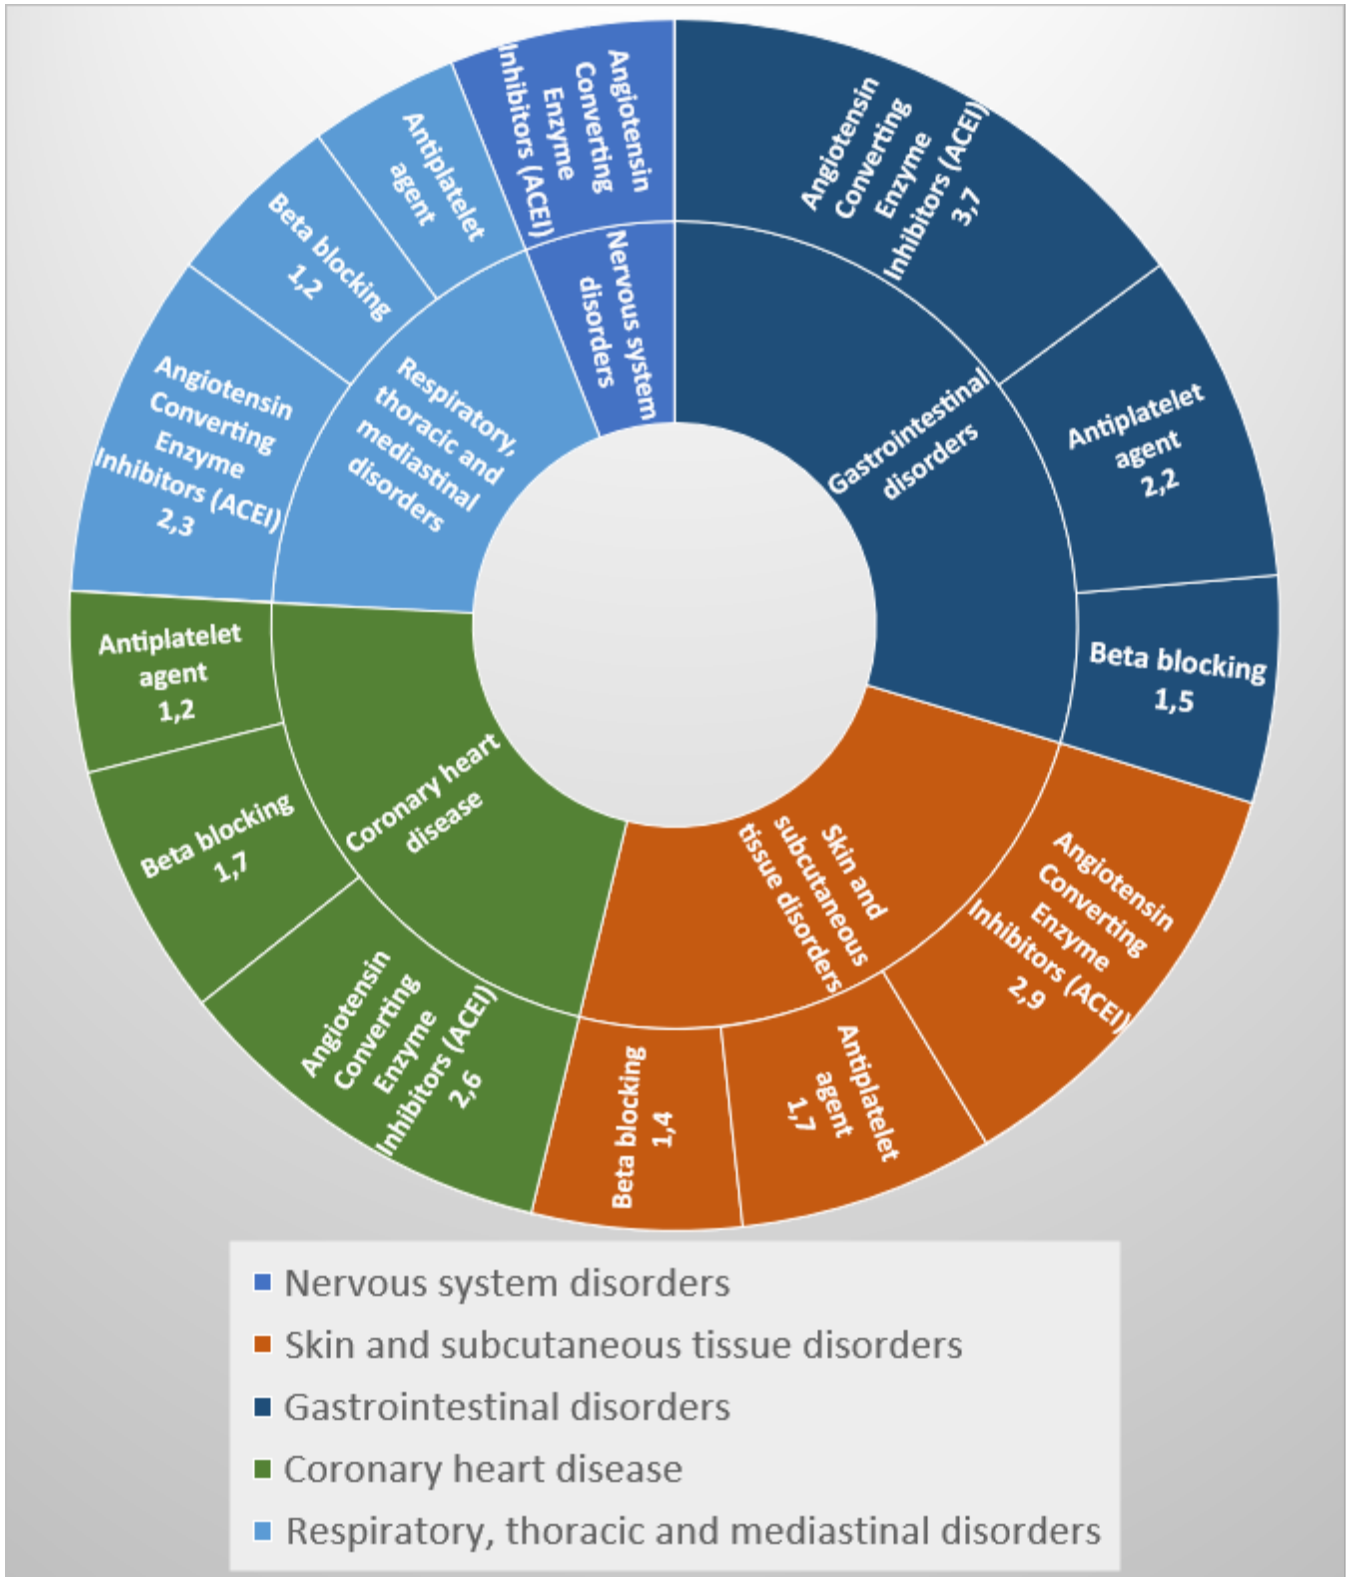 Angiotensin
Converting
Enzyme
Inhibitors (ACEI)
3,7
Antiplatelet
agent
2,2
Beta blocking
1,5
Gastrointestinal
disorders
Angiotensin
Converting
Enzyme
Inhibitors (ACEI)
2,9
Antiplatelet
agent
1,7
Beta blocking
1,4
Skin and
subcutaneous
tissue disorders
Angiotensin
Converting
Enzyme
Inhibitors (ACEI)
2,6
Beta blocking
1,7
Antiplatelet
agent
1,2
Coronary heart
disease
Angiotensin
Converting
Enzyme
Inhibitors (ACEI)
2,3
Beta blocking
1,2
Antiplatelet
agent
Respiratory,
thoracic and
mediastinal
disorders
Angiotensin
Converting
Enzyme
Inhibitors (ACEI)
Nervous system
disorders
Nervous system disorders
Skin and subcutaneous tissue disorders
Gastrointestinal disorders
Coronary heart disease
Respiratory, thoracic and mediastinal disorders